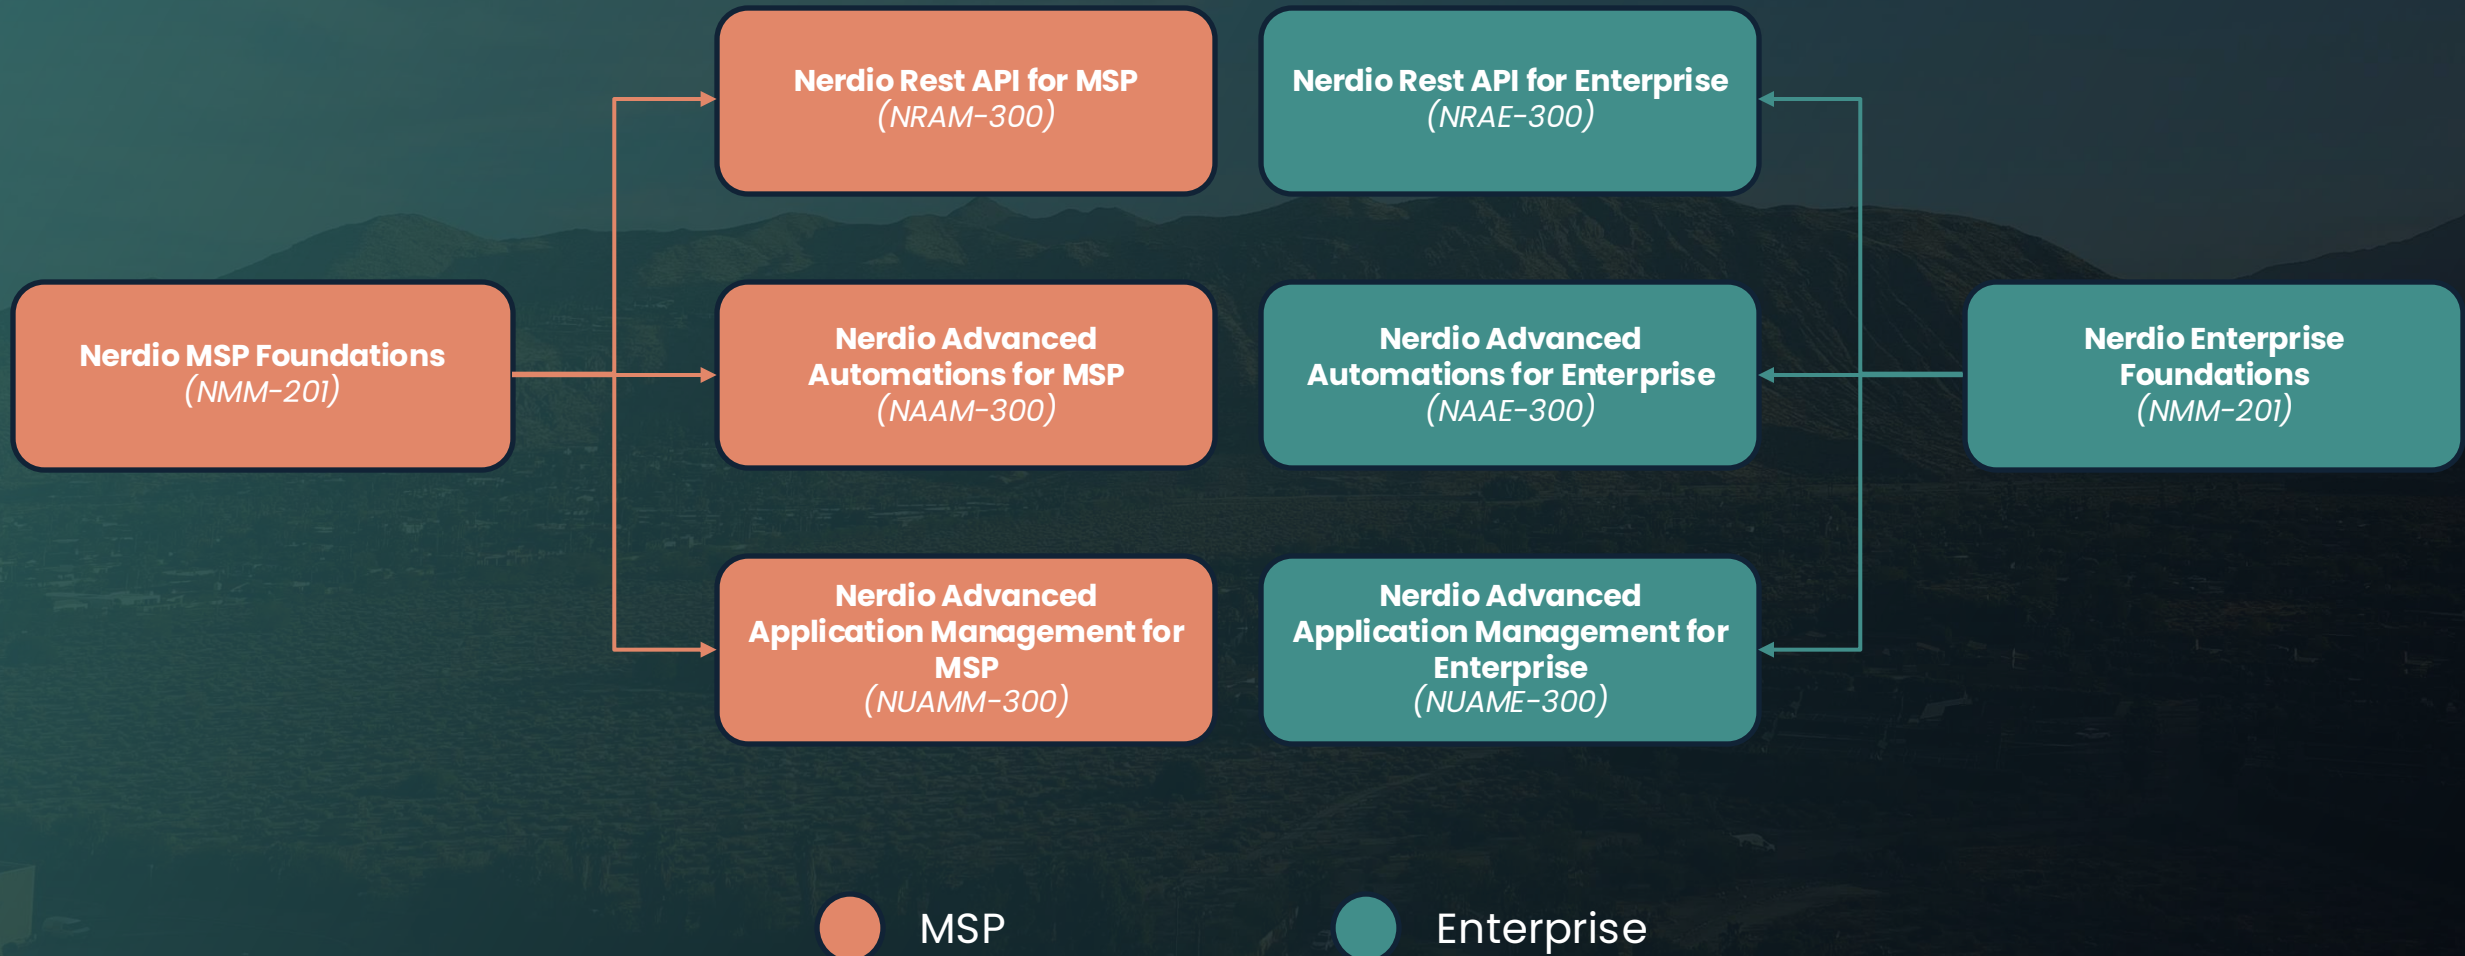 Nerdio Rest API for MSP
(NRAM-300)
Nerdio Rest API for Enterprise
(NRAE-300)
Nerdio MSP Foundations
(NMM-201)
Nerdio Advanced
Automations for MSP
(NAAM-300)
Nerdio Advanced
Automations for Enterprise
(NAAE-300)
Nerdio Enterprise
Foundations
(NMM-201)
Nerdio Advanced
Application Management for
MSP
(NUAMM-300)
Nerdio Advanced
Application Management for
Enterprise
(NUAME-300)
MSP
Enterprise